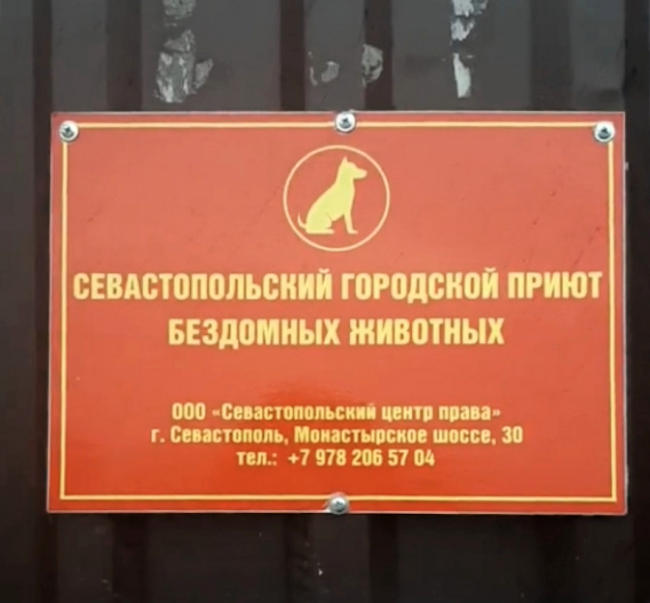 СЕВАСТОПОЛЬСКИЙ ГОРОДСКОЙ ПРИЮТ
БЕЗДОМНЫХ ЖИВОТНЫХ
ООО «Севастопольский центр права»
г. Севастополь, Монастырское шоссе, 30
тел.: +7 978 206 57 04